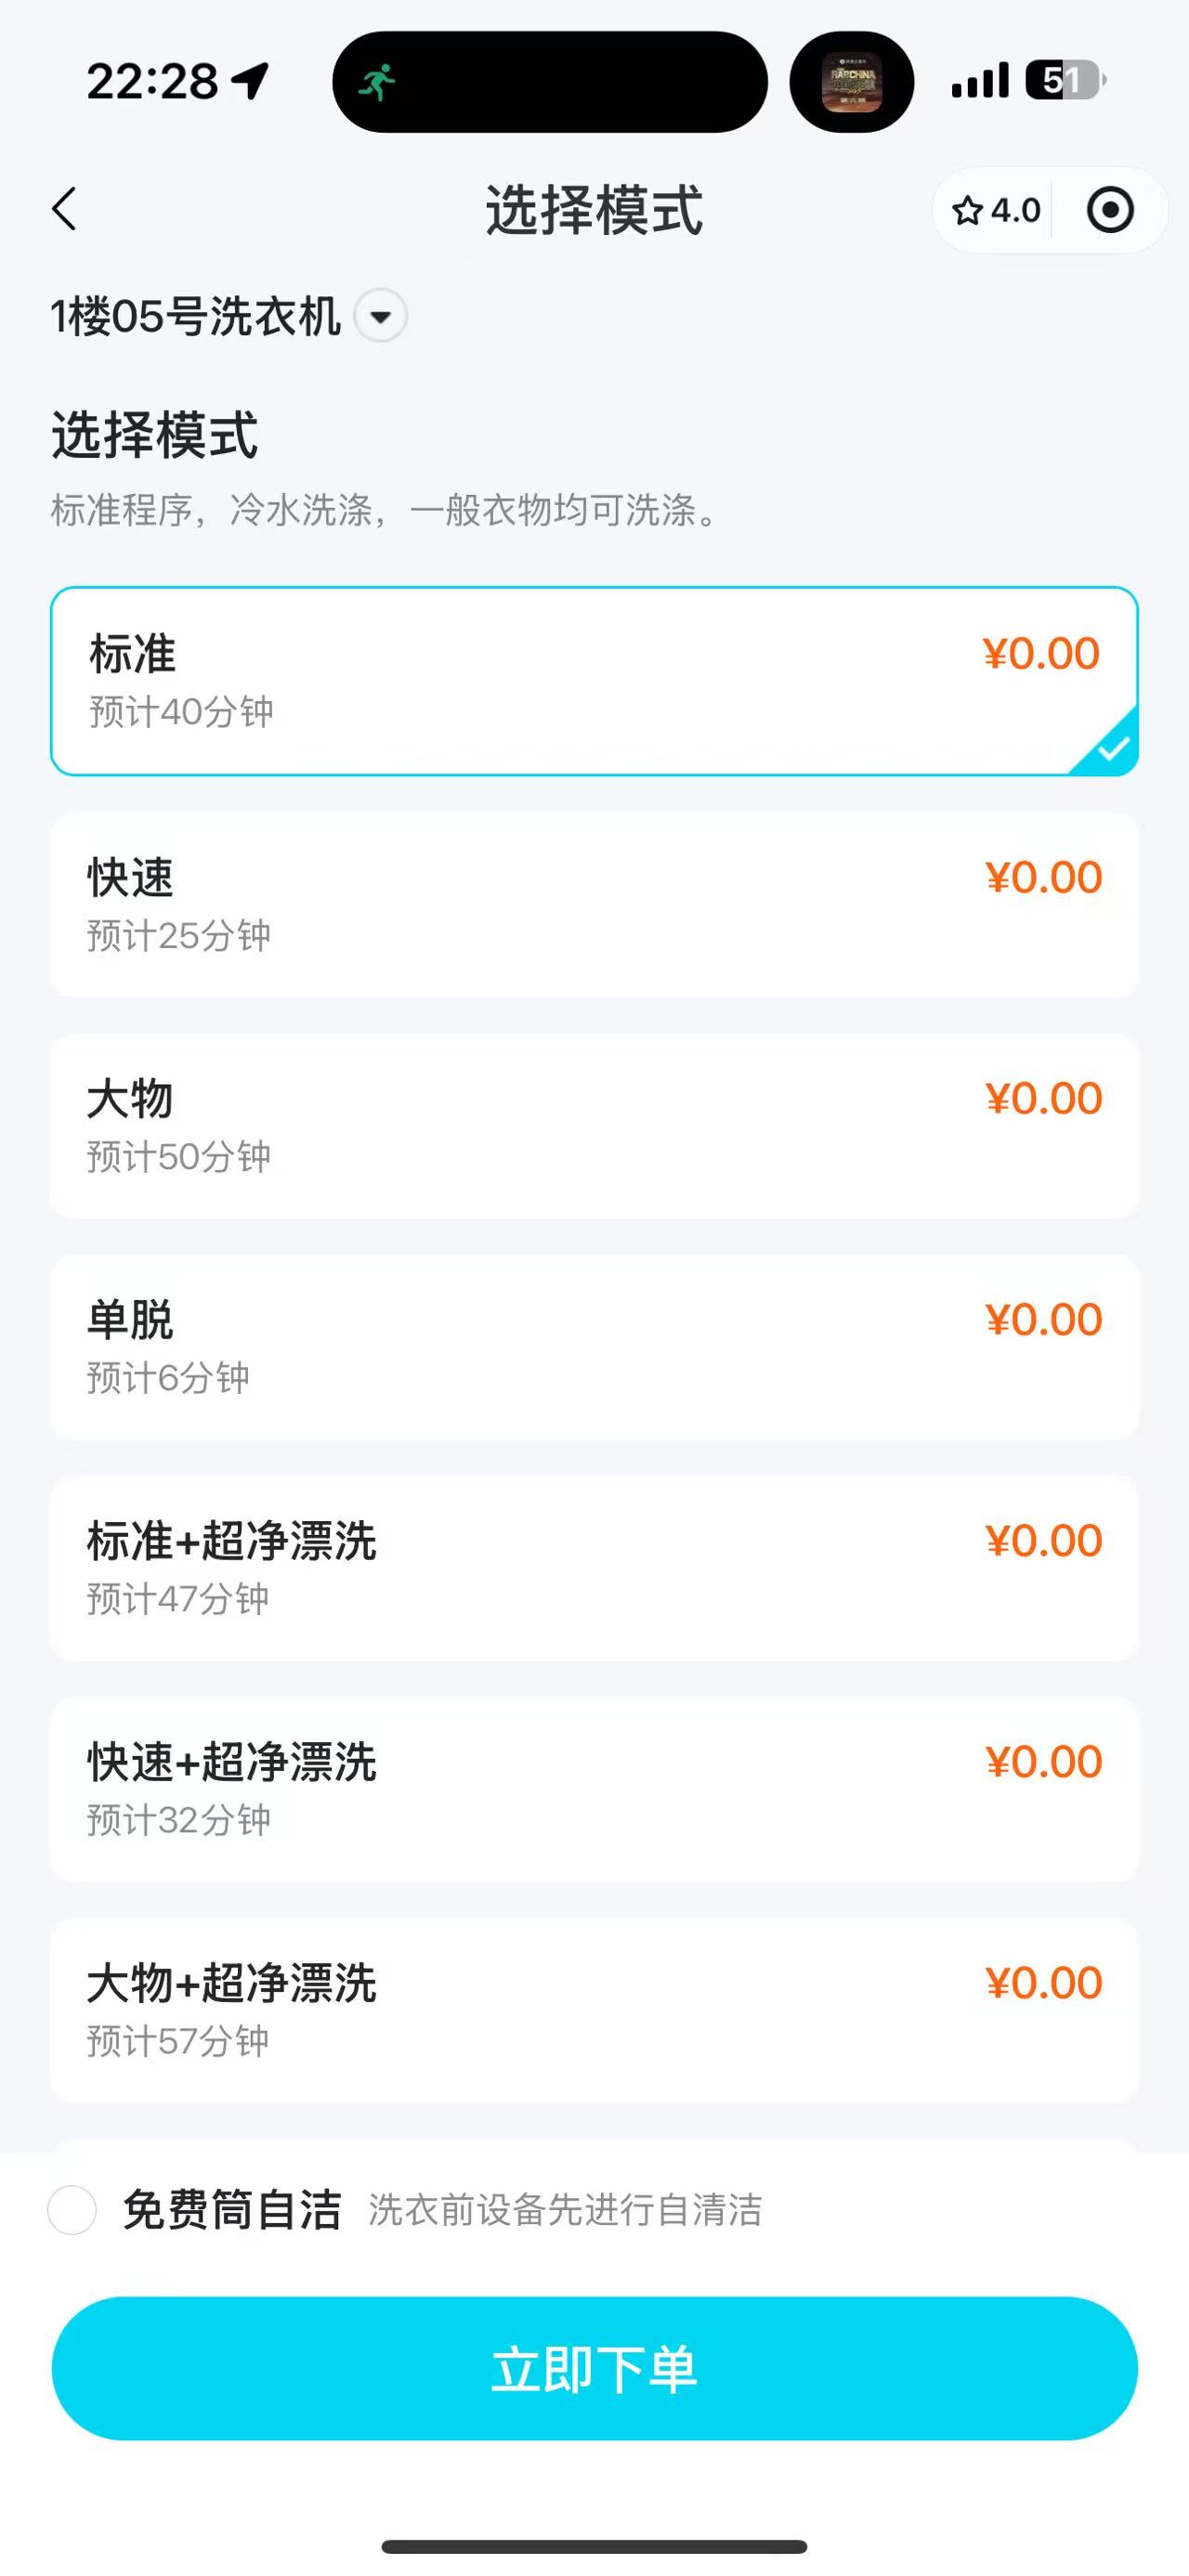 22:28
51
选择模式
4.0
1楼05号洗衣机
选择模式
标准程序，冷水洗涤，一般衣物均可洗涤。
标准
¥0.00
预计40分钟
快速
¥0.00
预计25分钟
大物
¥0.00
预计50分钟
单脱
¥0.00
预计6分钟
标准+超净漂洗
¥0.00
预计47分钟
快速+超净漂洗
¥0.00
预计32分钟
大物+超净漂洗
¥0.00
预计57分钟
免费筒自洁 洗衣前设备先进行自清洁
立即下单